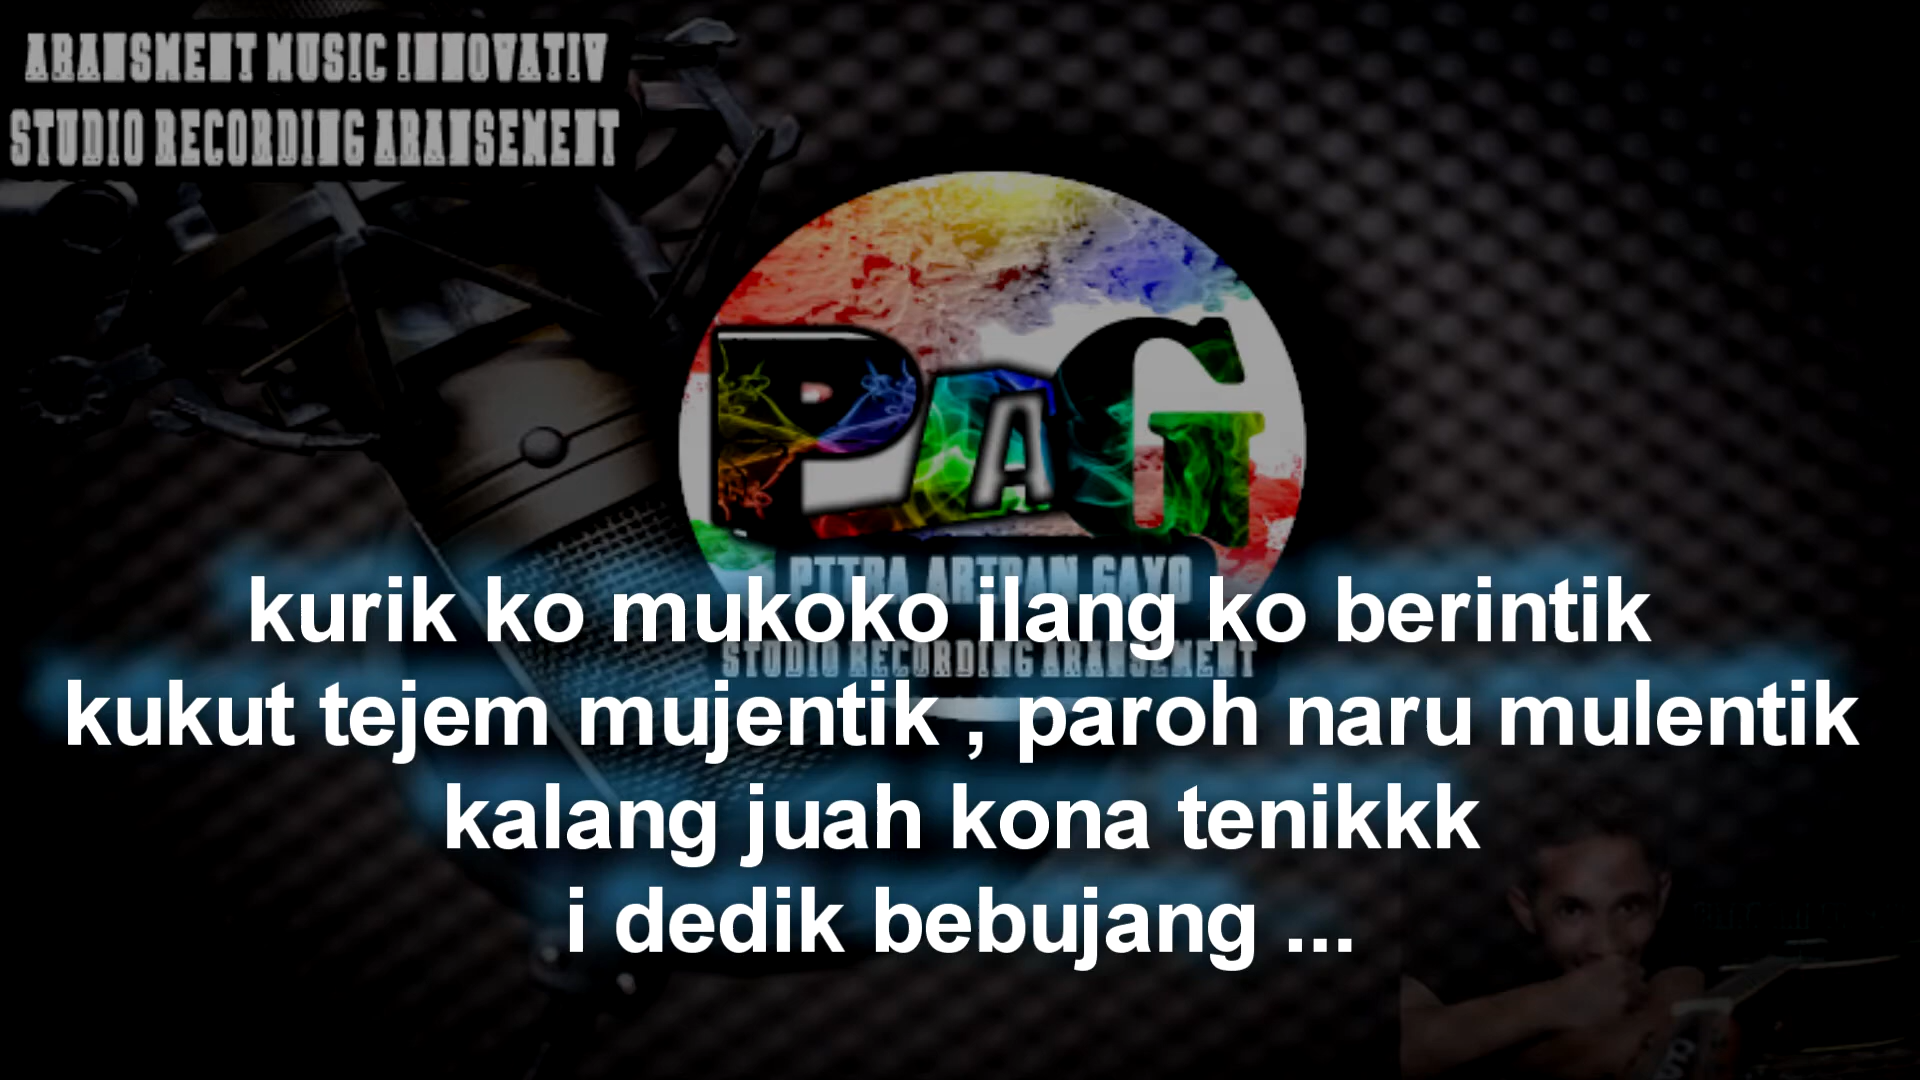 ARANSMENT MUSIC INNOVATIV
STUDIO RECORDING ARANSEMENT
PAG
STUDIO RECORDING ARANSEMENT
kurik ko mukoko ilang ko berintik
kukut tejem mujentik , paroh naru mulentik
kalang juah kona tenikkk
i dedik bebujang ...